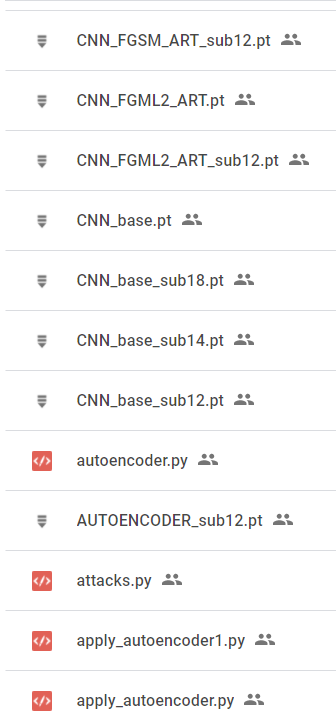 CNN_FGSM_ART_sub12.pt
CNN_FGML2_ART.pt
CNN_FGML2_ART_sub12.pt
CNN_base.pt
CNN_base_sub18.pt
CNN_base_sub14.pt
CNN_base_sub12.pt
autoencoder.py
AUTOENCODER_sub12.pt
attacks.py
apply_autoencoder1.py
apply_autoencoder.py